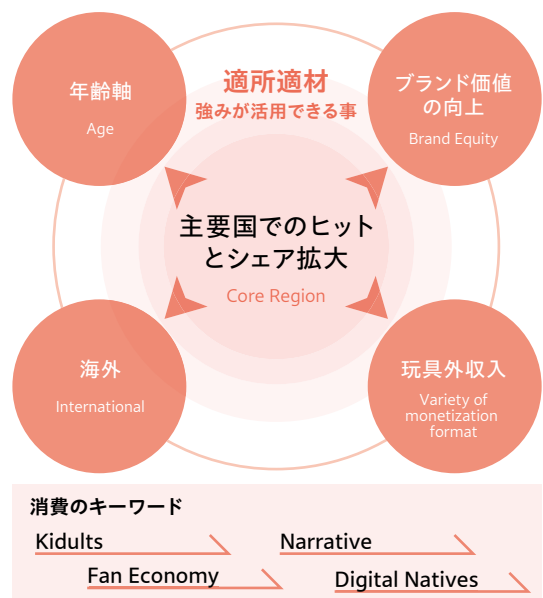 年齢軸
Age
適所適材
強みが活用できる事
ブランド価値
の向上
Brand Equity
主要国でのヒット
とシェア拡大
Core Region
海外
International
玩具外収入
Variety of
monetization
format
消費のキーワード
Kidults
Narrative
Fan Economy
Digital Natives